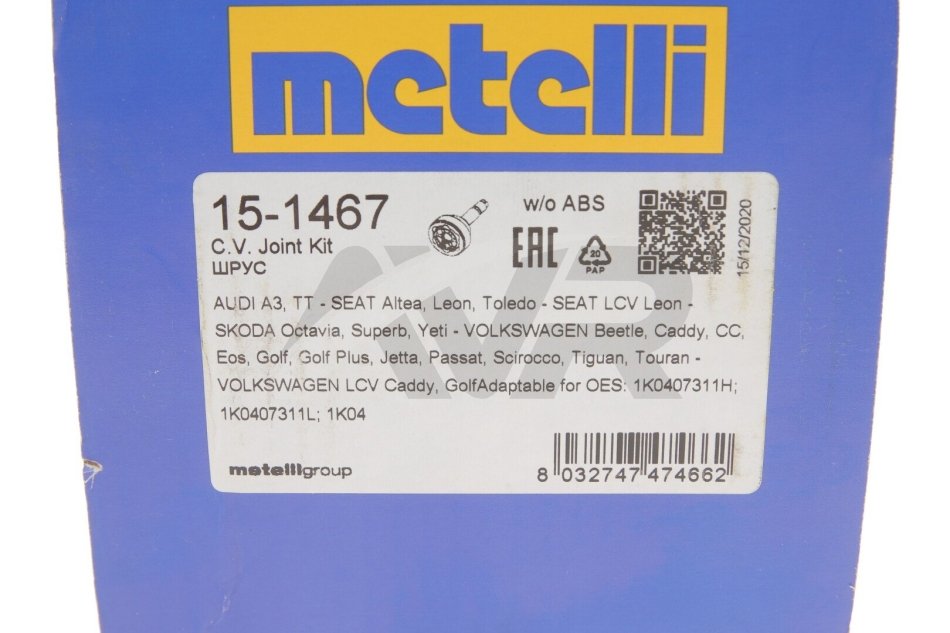 metelli
15-1467
w/o ABS
C.V. Joint Kit
ШРУС
EAC
20
PAP
15/12/2020
AUDI A3, TT - SEAT Altea, Leon, Toledo - SEAT LCV Leon -
SKODA Octavia, Superb, Yeti - VOLKSWAGEN Beetle, Caddy, CC,
Eos, Golf, Golf Plus, Jetta, Passat, Scirocco, Tiguan, Touran -
VOLKSWAGEN LCV Caddy, GolfAdaptable for OES: 1K0407311H;
1K0407311L; 1K04
metelligroup
8 032747 474662
AVR